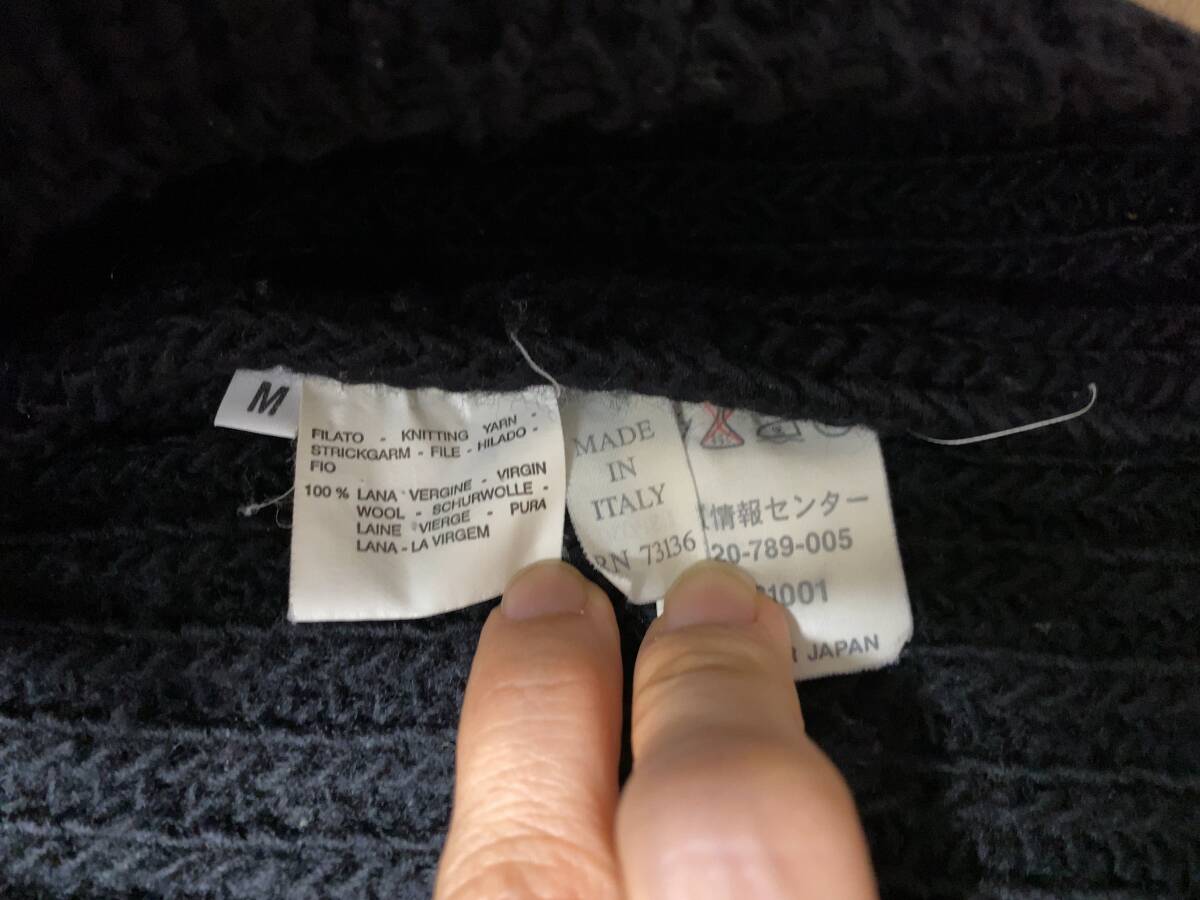 M
FILATO - KNITTING YARN -
STRICKGARM - FILE - HILADO -
FIO
100 % LANA VERGINE - VIRGIN
WOOL - SCHURWOLLE -
LAINE VIERGE - PURA
LANA - LA VIRGEM
MADE
IN
ITALY
RN 73136
情報センター
20-789-005
1001
JAPAN